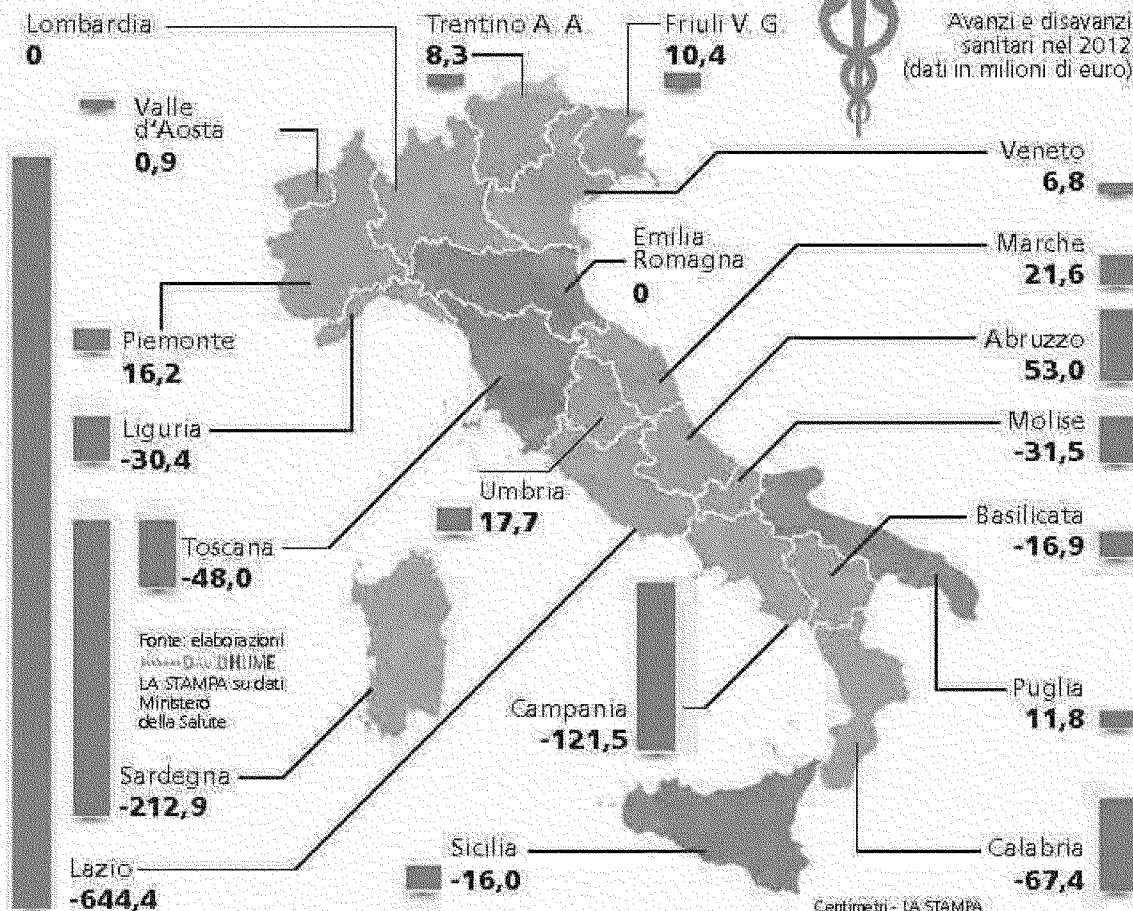 Avanzi e disavanzi
sanitari nel 2012
(dati in milioni di euro)
Lombardia
0
Trentino A. A.
8,3
Friuli V. G.
10,4
Valle
d'Aosta
0,9
Veneto
6,8
Emilia
Romagna
0
Marche
21,6
Piemonte
16,2
Abruzzo
53,0
Liguria
-30,4
Molise
-31,5
Umbria
17,7
Basilicata
-16,9
Toscana
-48,0
Fonte: elaborazioni
DHUME
LA STAMPA su dati
Ministero
della Salute
Campania
-121,5
Puglia
11,8
Sardegna
-212,9
Lazio
-644,4
Sicilia
-16,0
Calabria
-67,4
Centimetri - LA STAMPA